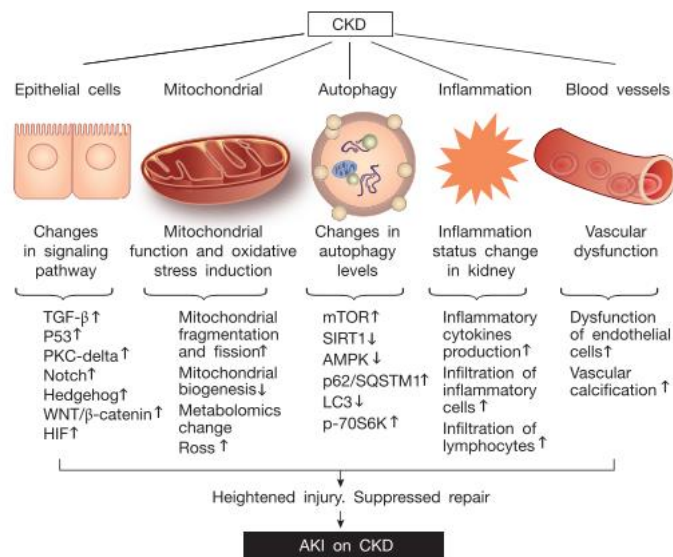 CKD
Epithelial cells
Mitochondrial
Autophagy
Inflammation
Blood vessels
Changes
in signaling
pathway
Mitochondrial
function and oxidative
stress induction
Changes in
autophagy
levels
Inflammation
status change
in kidney
Vascular
dysfunction
TGF-β↑
P53↑
PKC-delta↑
Notch↑
Hedgehog↑
WNT/β-catenin↑
HIF↑
Mitochondrial
fragmentation
and fission↑
Mitochondrial
biogenesis↓
Metabolomics
change
Ross↑
mTOR↑
SIRT1↓
AMPK↓
p62/SQSTM1↑
LC3↓
p-70S6K↑
Inflammatory
cytokines
production↑
Infiltration of
inflammatory
cells↑
Infiltration of
lymphocytes↑
Dysfunction
of endothelial
cells↑
Vascular
calcification↑
Heightened injury. Suppressed repair
AKI on CKD